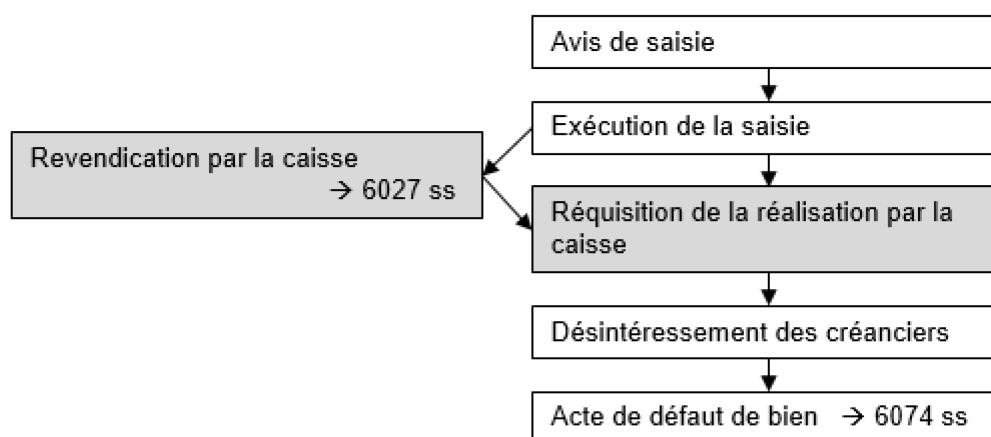 Avis de saisie
Exécution de la saisie
Revendication par la caisse
→ 6027 ss
Réquisition de la réalisation par la
caisse
Désintéressement des créanciers
Acte de défaut de bien → 6074 ss